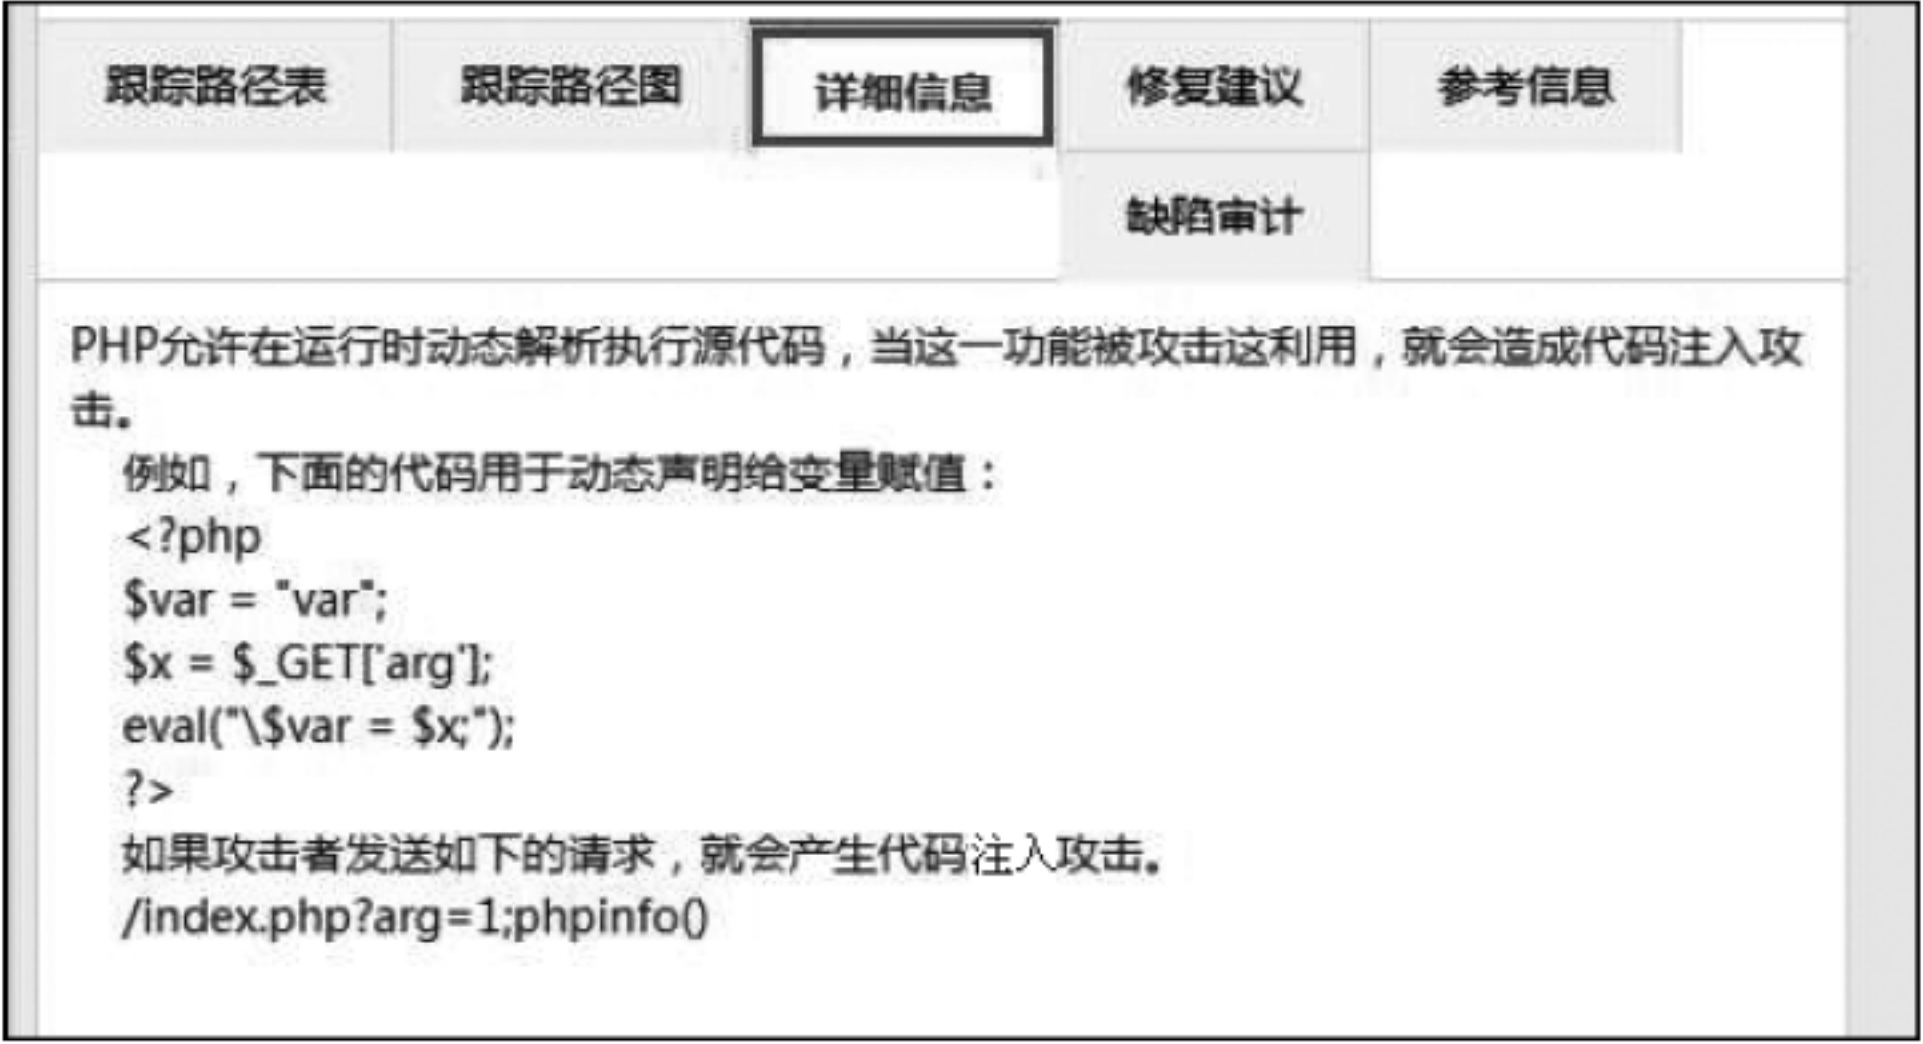 跟踪路径表 跟踪路径图 详细信息 修复建议 参考信息
缺陷审计
PHP允许在运行时动态解析执行源代码，当这一功能被攻击这利用，就会造成代码注入攻
击。
例如，下面的代码用于动态声明给变量赋值：
<?php
$var = "var";
$x = $_GET['arg'];
eval("\$var = $x;");
?>
如果攻击者发送如下的请求，就会产生代码注入攻击。
/index.php?arg=1;phpinfo()